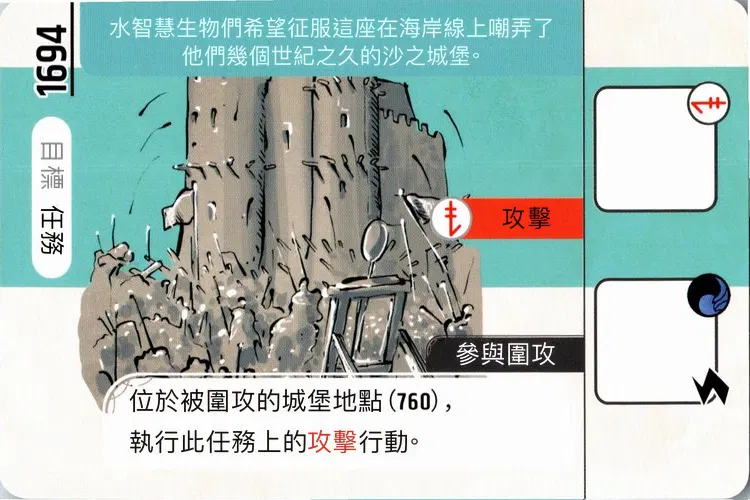 水智慧生物們希望征服這座在海岸線上嘲弄了
他們幾個世紀之久的沙之城堡。
1694
目標 任務
攻擊
參與圍攻
位於被圍攻的城堡地點(760),
執行此任務上的攻擊行動。